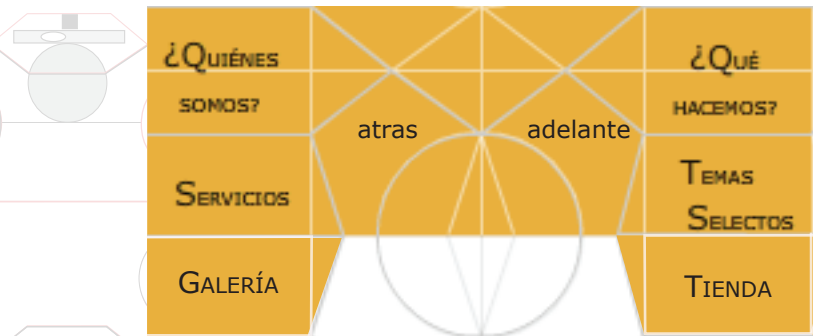 ¿Quiénes
somos?
¿Qué
hacemos?
atras
adelante
Servicios
Temas
Selectos
Galería
Tienda